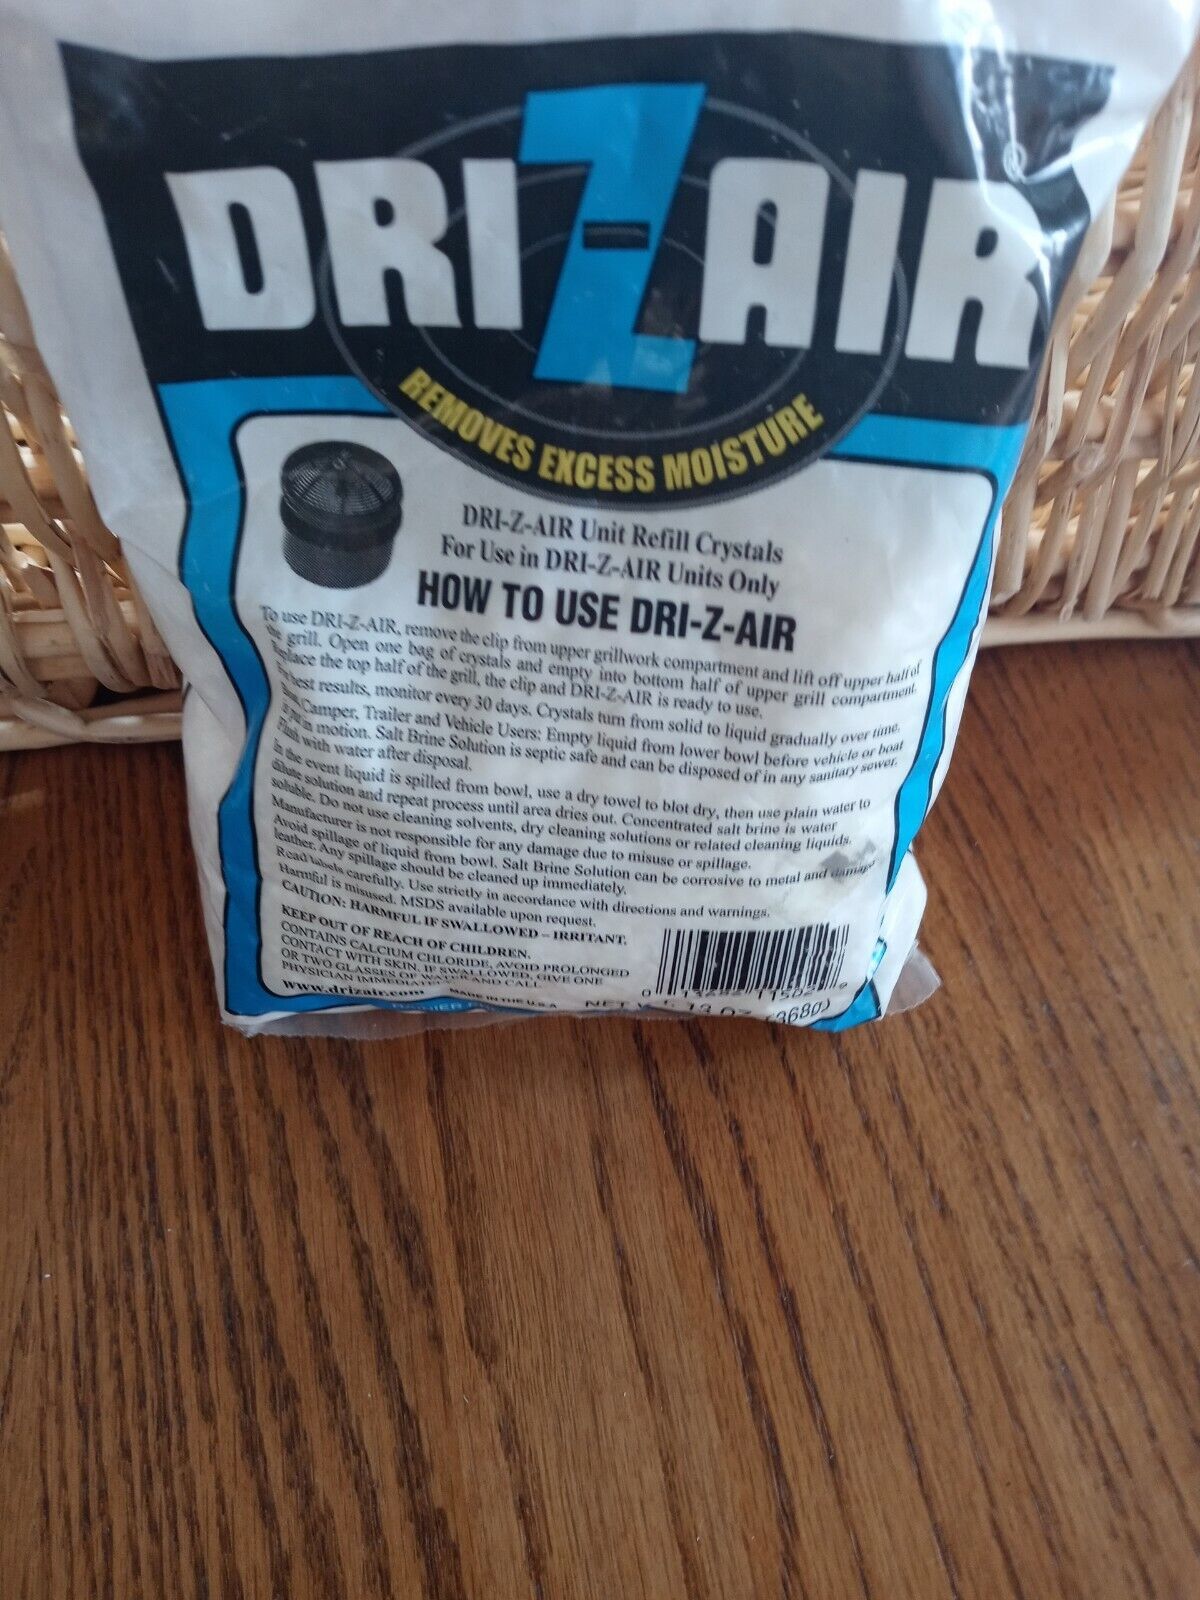 DRI-Z-AIR®
REMOVES EXCESS MOISTURE
DRI-Z-AIR Unit Refill Crystals
For Use in DRI-Z-AIR Units Only
HOW TO USE DRI-Z-AIR
To use DRI-Z-AIR, remove the clip from upper grillwork compartment and lift off upper half of
the grill. Open one bag of crystals and empty into bottom half of upper grill compartment.
Replace the top half of the grill, the clip and DRI-Z-AIR is ready to use.
best results, monitor every 30 days. Crystals turn from solid to liquid gradually over time.
Camper, Trailer and Vehicle Users: Empty liquid from lower bowl before vehicle or boat
in motion. Salt Brine Solution is septic safe and can be disposed of in any sanitary sewer.
Flush with water after disposal.
In the event liquid is spilled from bowl, use a dry towel to blot dry, then use plain water to
dilute solution and repeat process until area dries out. Concentrated salt brine is water
soluble. Do not use cleaning solvents, dry cleaning solutions or related cleaning liquids.
Manufacturer is not responsible for any damage due to misuse or spillage.
Avoid spillage of liquid from bowl. Salt Brine Solution can be corrosive to metal and damage
leather. Any spillage should be cleaned up immediately.
Read labels carefully. Use strictly in accordance with directions and warnings.
Harmful is misused. MSDS available upon request.
CAUTION: HARMFUL IF SWALLOWED – IRRITANT.
KEEP OUT OF REACH OF CHILDREN.
CONTAINS CALCIUM CHLORIDE, AVOID PROLONGED
CONTACT WITH SKIN. IF SWALLOWED, GIVE ONE
OR TWO GLASSES OF WATER AND CALL
PHYSICIAN IMMEDIATELY
www.drizair.com MADE IN THE U.S.A
NET WT. 13 OZ (368g)